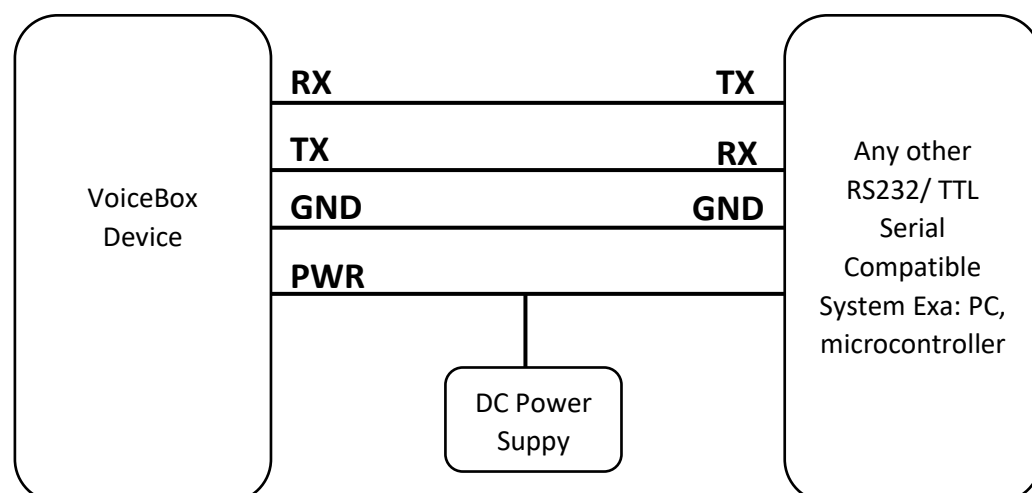 RX
TX
TX
RX
GND
GND
PWR
VoiceBox
Device
Any other
RS232/ TTL
Serial
Compatible
System Exa: PC,
microcontroller
DC Power
Suppy